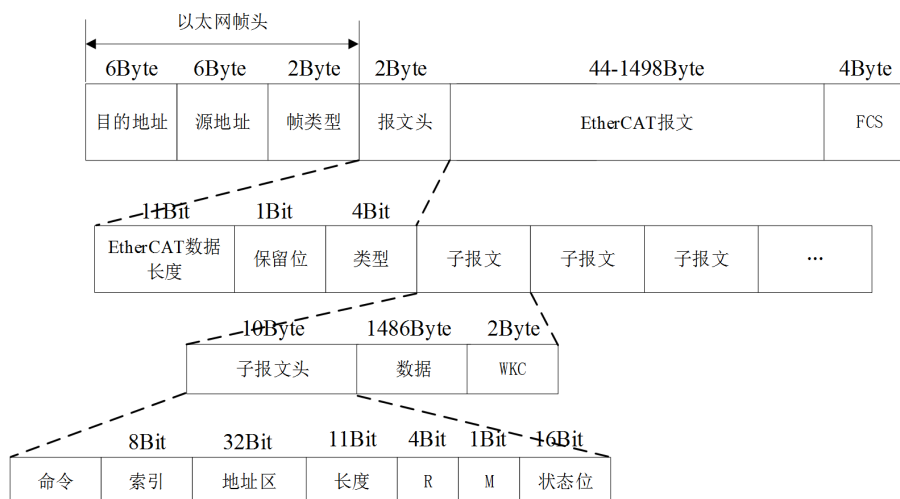 以太网帧头
6Byte 6Byte 2Byte 2Byte 44-1498Byte 4Byte
目的地址 源地址 帧类型 报文头 EtherCAT报文 FCS
11Bit 1Bit 4Bit
EtherCAT数据
长度 保留位 类型 子报文 子报文 子报文 …
10Byte 1486Byte 2Byte
子报文头 数据 WKC
8Bit 32Bit 11Bit 4Bit 1Bit 16Bit
命令 索引 地址区 长度 R M 状态位